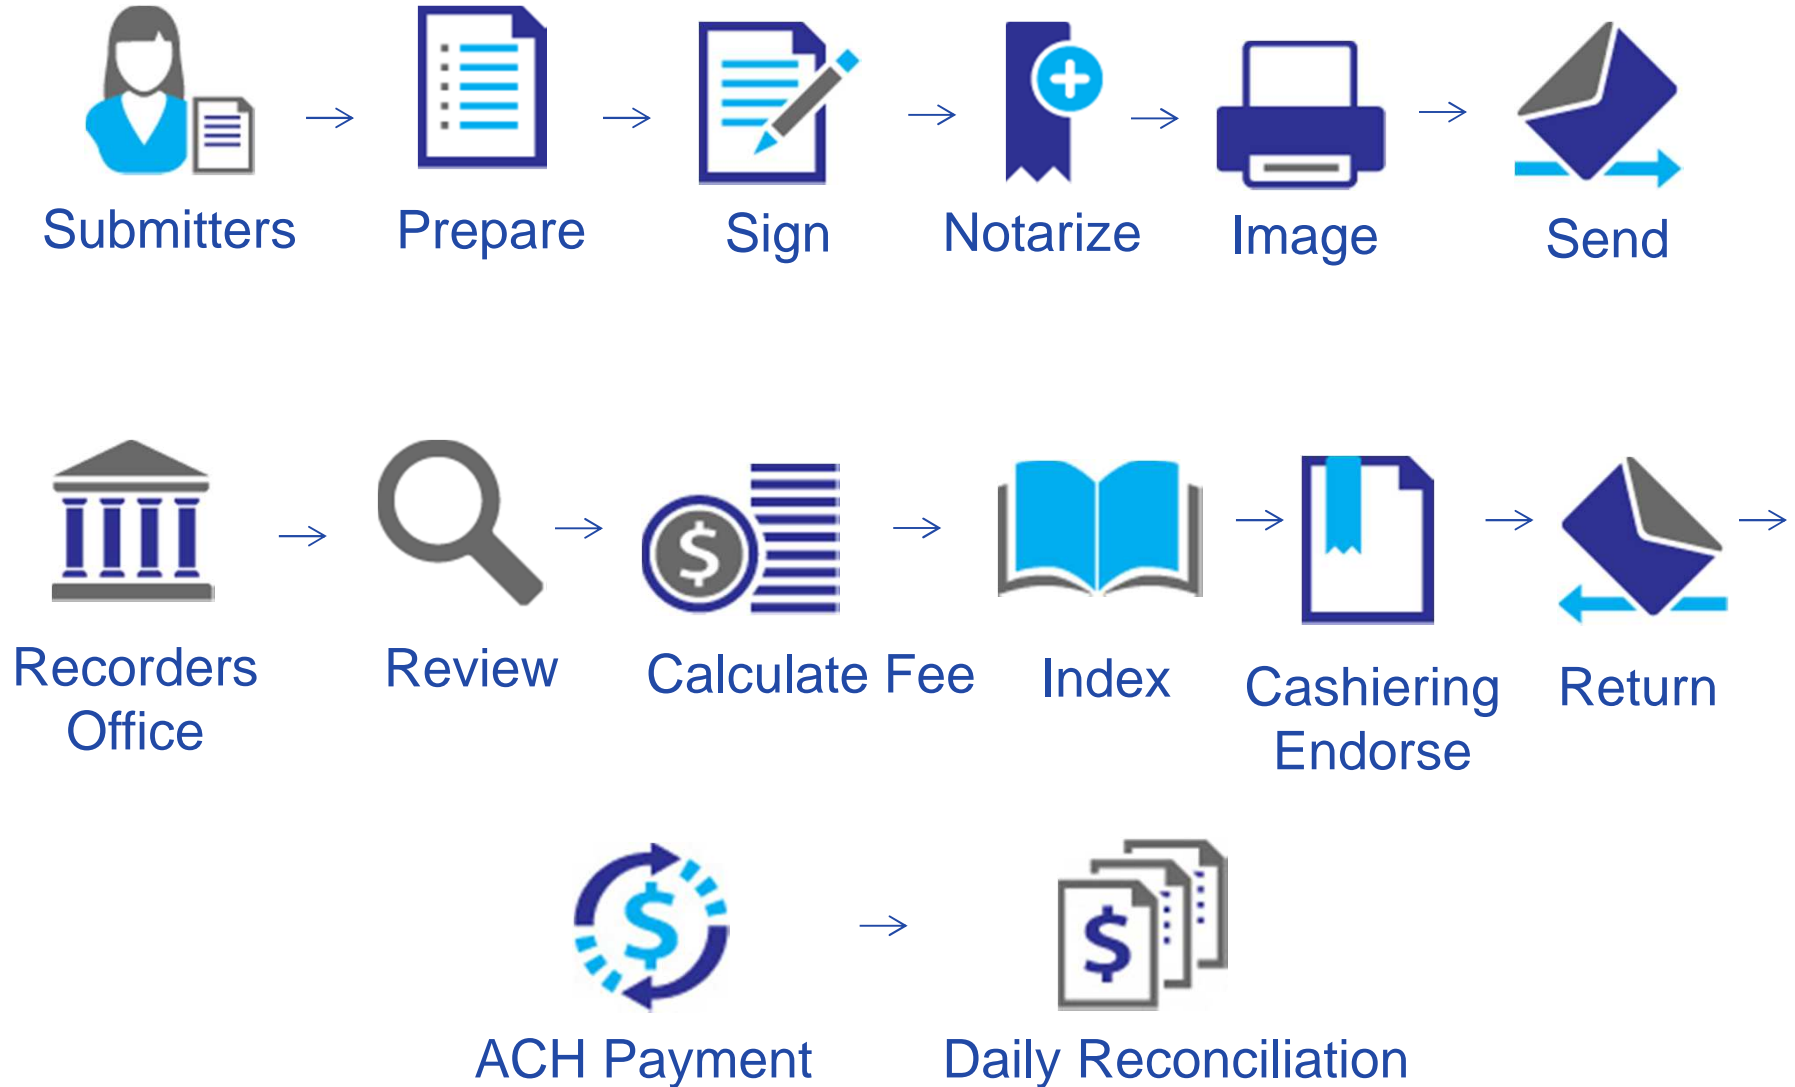 Submitters
Prepare
Sign
Notarize
Image
Send
Recorders
Office
Review
$
Calculate Fee
Index
Cashiering
Endorse
Return
$
ACH Payment
$
Daily Reconciliation